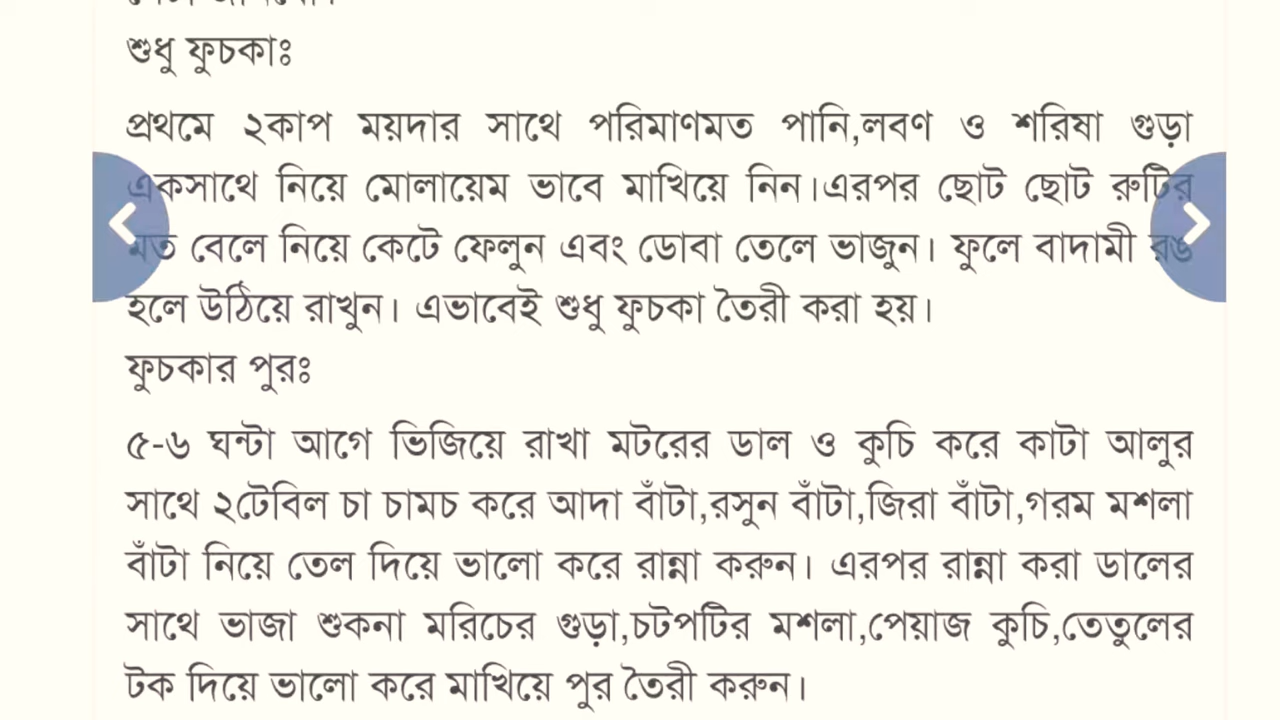 শুধু ফুচকাঃ
প্রথমে ২কাপ ময়দার সাথে পরিমাণমত পানি,লবণ ও শরিষা গুড়া
একসাথে নিয়ে মোলায়েম ভাবে মাখিয়ে নিন।এরপর ছোট ছোট রুটির
মত বেলে নিয়ে কেটে ফেলুন এবং ডোবা তেলে ভাজুন। ফুলে বাদামী রঙ
হলে উঠিয়ে রাখুন। এভাবেই শুধু ফুচকা তৈরী করা হয়।
ফুচকার পুরঃ
৫-৬ ঘন্টা আগে ভিজিয়ে রাখা মটরের ডাল ও কুচি করে কাটা আলুর
সাথে ২টেবিল চা চামচ করে আদা বাঁটা,রসুন বাঁটা,জিরা বাঁটা,গরম মশলা
বাঁটা নিয়ে তেল দিয়ে ভালো করে রান্না করুন। এরপর রান্না করা ডালের
সাথে ভাজা শুকনা মরিচের গুড়া,চটপটির মশলা,পেয়াজ কুচি,তেতুলের
টক দিয়ে ভালো করে মাখিয়ে পুর তৈরী করুন।